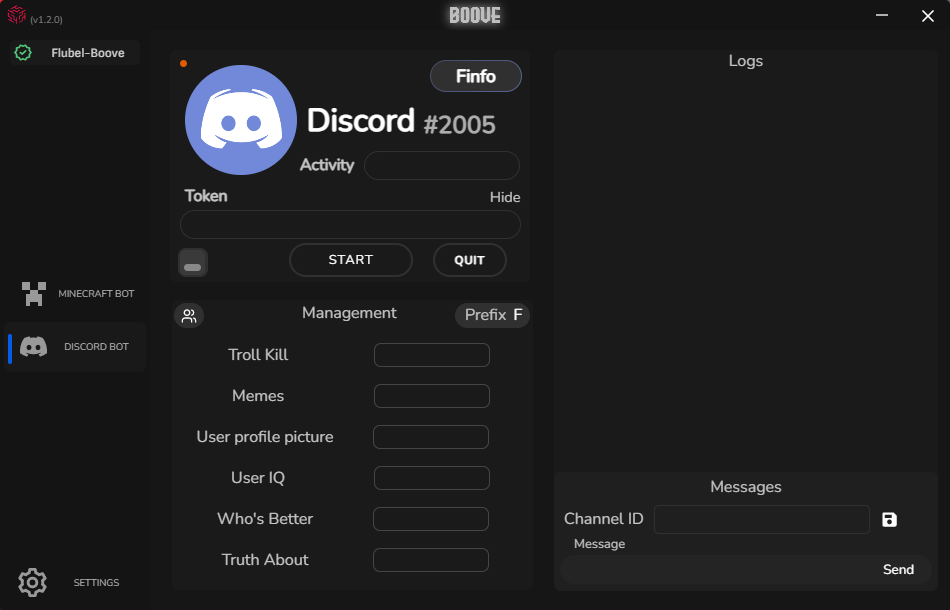 (v1.2.0)
BOOVE
Flubel-Boove
MINECRAFT BOT
DISCORD BOT
SETTINGS
Finfo
Discord #2005
Activity
Token
Hide
START
QUIT
Management
Prefix F
Troll Kill
Memes
User profile picture
User IQ
Who's Better
Truth About
Logs
Messages
Channel ID
Message
Send